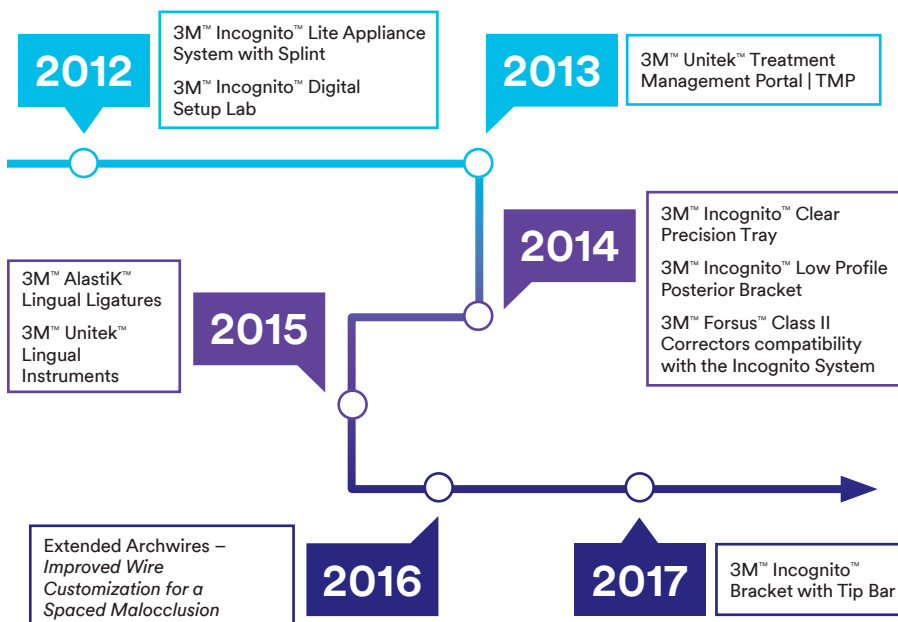 2012
3M™ Incognito™ Lite Appliance
System with Splint
3M™ Incognito™ Digital
Setup Lab
2013
3M™ Unitek™ Treatment
Management Portal | TMP
2014
3M™ Incognito™ Clear
Precision Tray
3M™ Incognito™ Low Profile
Posterior Bracket
3M™ Forsus™ Class II
Correctors compatibility
with the Incognito System
3M™ AlastiK™
Lingual Ligatures
3M™ Unitek™
Lingual
Instruments
2015
Extended Archwires –
Improved Wire
Customization for a
Spaced Malocclusion
2016
2017
3M™ Incognito™
Bracket with Tip Bar